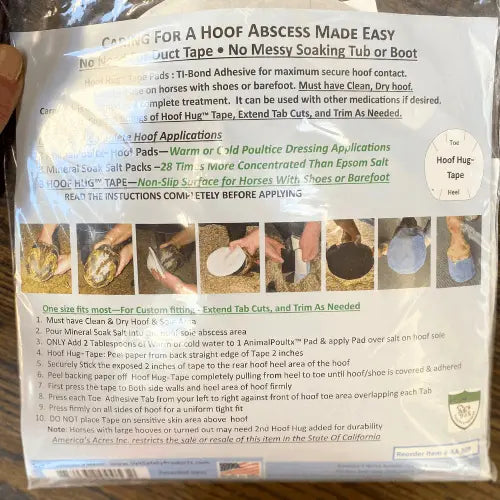 CARING FOR A HOOF ABSCESS MADE EASY
No Duct Tape • No Messy Soaking Tub or Boot
Hoof Hug Tape Pads : TI-Bond Adhesive for maximum secure hoof contact.
on horses with shoes or barefoot. Must have Clean, Dry hoof.
complete treatment. It can be used with other medications if desired.
of Hoof Hug™ Tape, Extend Tab Cuts, and Trim As Needed.
Hoof Applications
Pads—Warm or Cold Poultice Dressing Applications
Mineral Soak Salt Packs –28 Times More Concentrated Than Epsom Salt
HOOF HUG™ TAPE—Non-Slip Surface for Horses With Shoes or Barefoot
READ THE INSTUCTIONS COMPLETELY BEFORE APPLYING
Toe
Hoof Hug-
Tape
Heel
One size fits most—For Custom fitting - Extend Tab Cuts, and Trim As Needed
1. Must have Clean & Dry Hoof & Sole Area
2. Pour Mineral Soak Salt into the hoof sole abscess area
3. ONLY Add 2 Tablespoons of Warm or cold water to 1 AnimalPoultx™ Pad & apply Pad over salt on hoof sole
4. Hoof Hug-Tape: Peel paper from back straight edge of Tape 2 inches
5. Securely Stick the exposed 2 inches of tape to the rear hoof heel area of the hoof
6. Peel backing paper off Hoof Hug-Tape completely pulling from heel to toe until hoof/shoe is covered & adhered
7. First press the tape to Both side walls and heel area of hoof firmly
8. Press each Toe Adhesive Tab from your left to right against front of hoof toe area overlapping each Tab
9. Press firmly on all sides of hoof for a uniform tight fit
10. DO NOT place Tape on sensitive skin area above hoof
Note: Horses with large hooves or turned out may need 2nd Hoof Hug added for durability
America's Acres Inc. restricts the sale or resale of this item in the State Of California
Reorder Item #